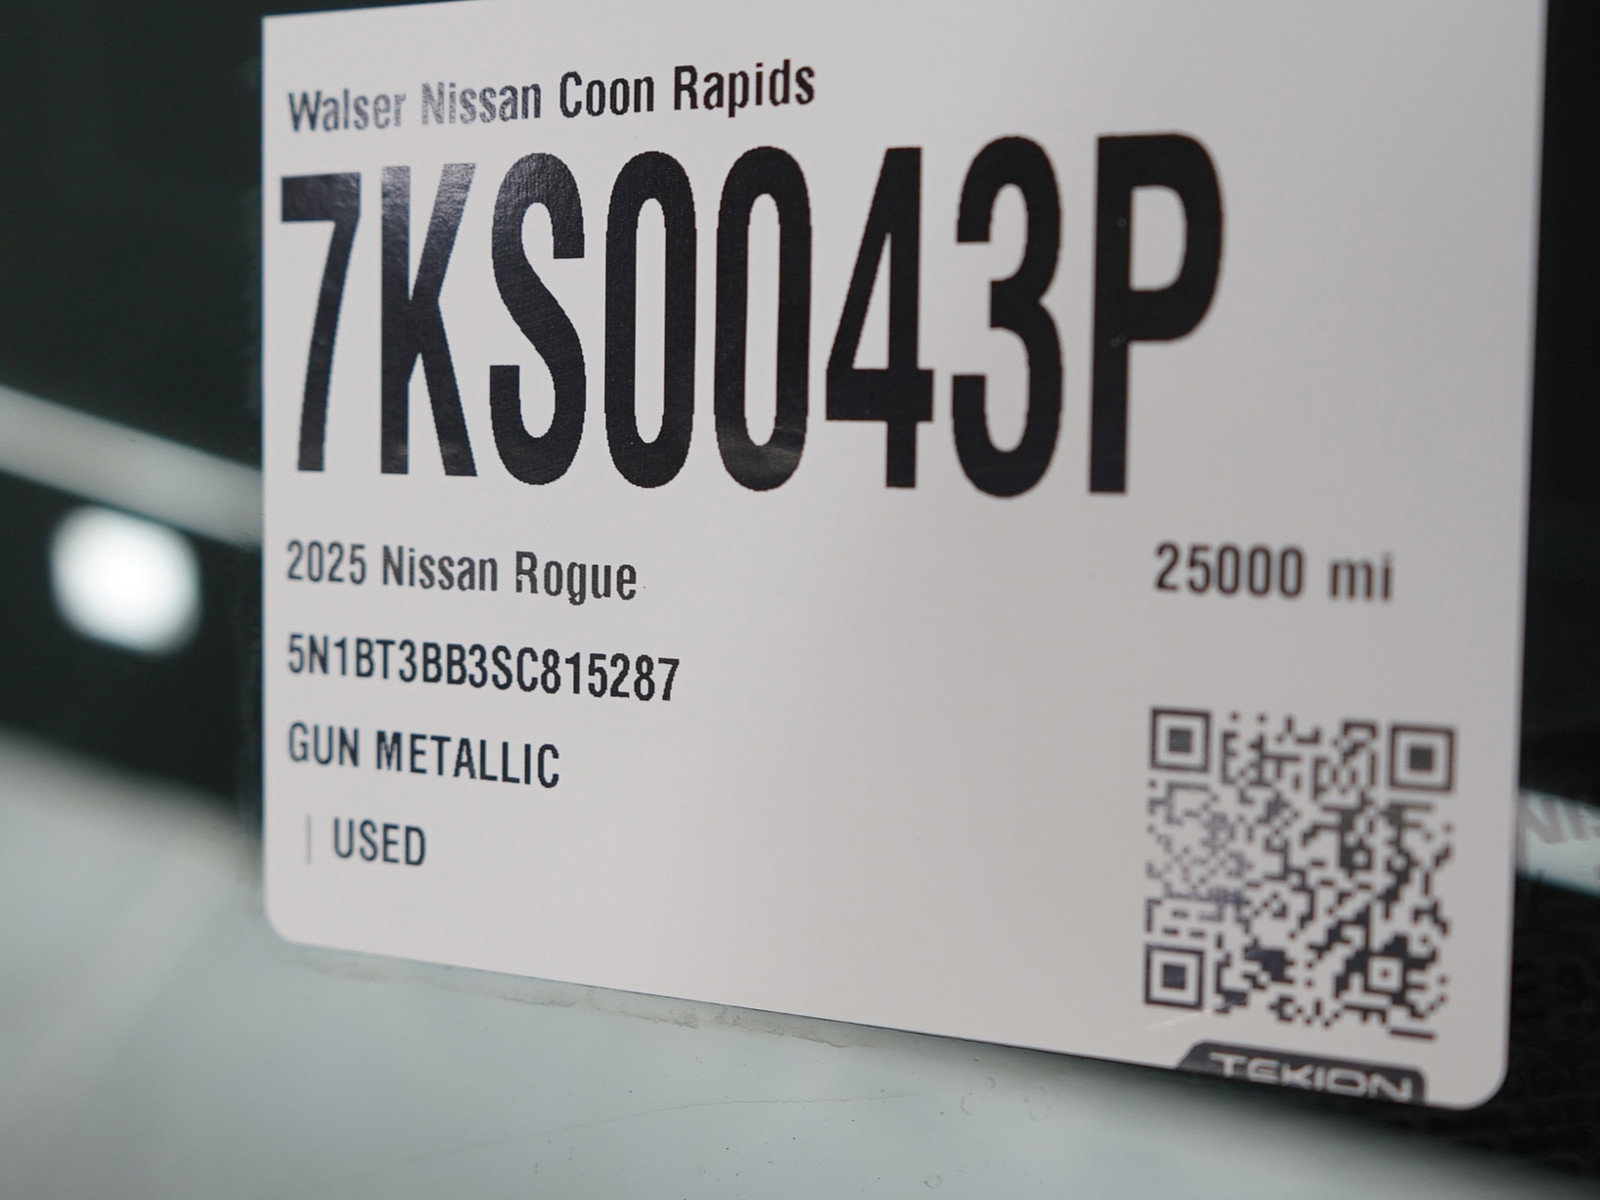 Walser Nissan Coon Rapids
7KS0043P
2025 Nissan Rogue
25000 mi
5N1BT3BB3SC815287
GUN METALLIC
| USED
TEKION